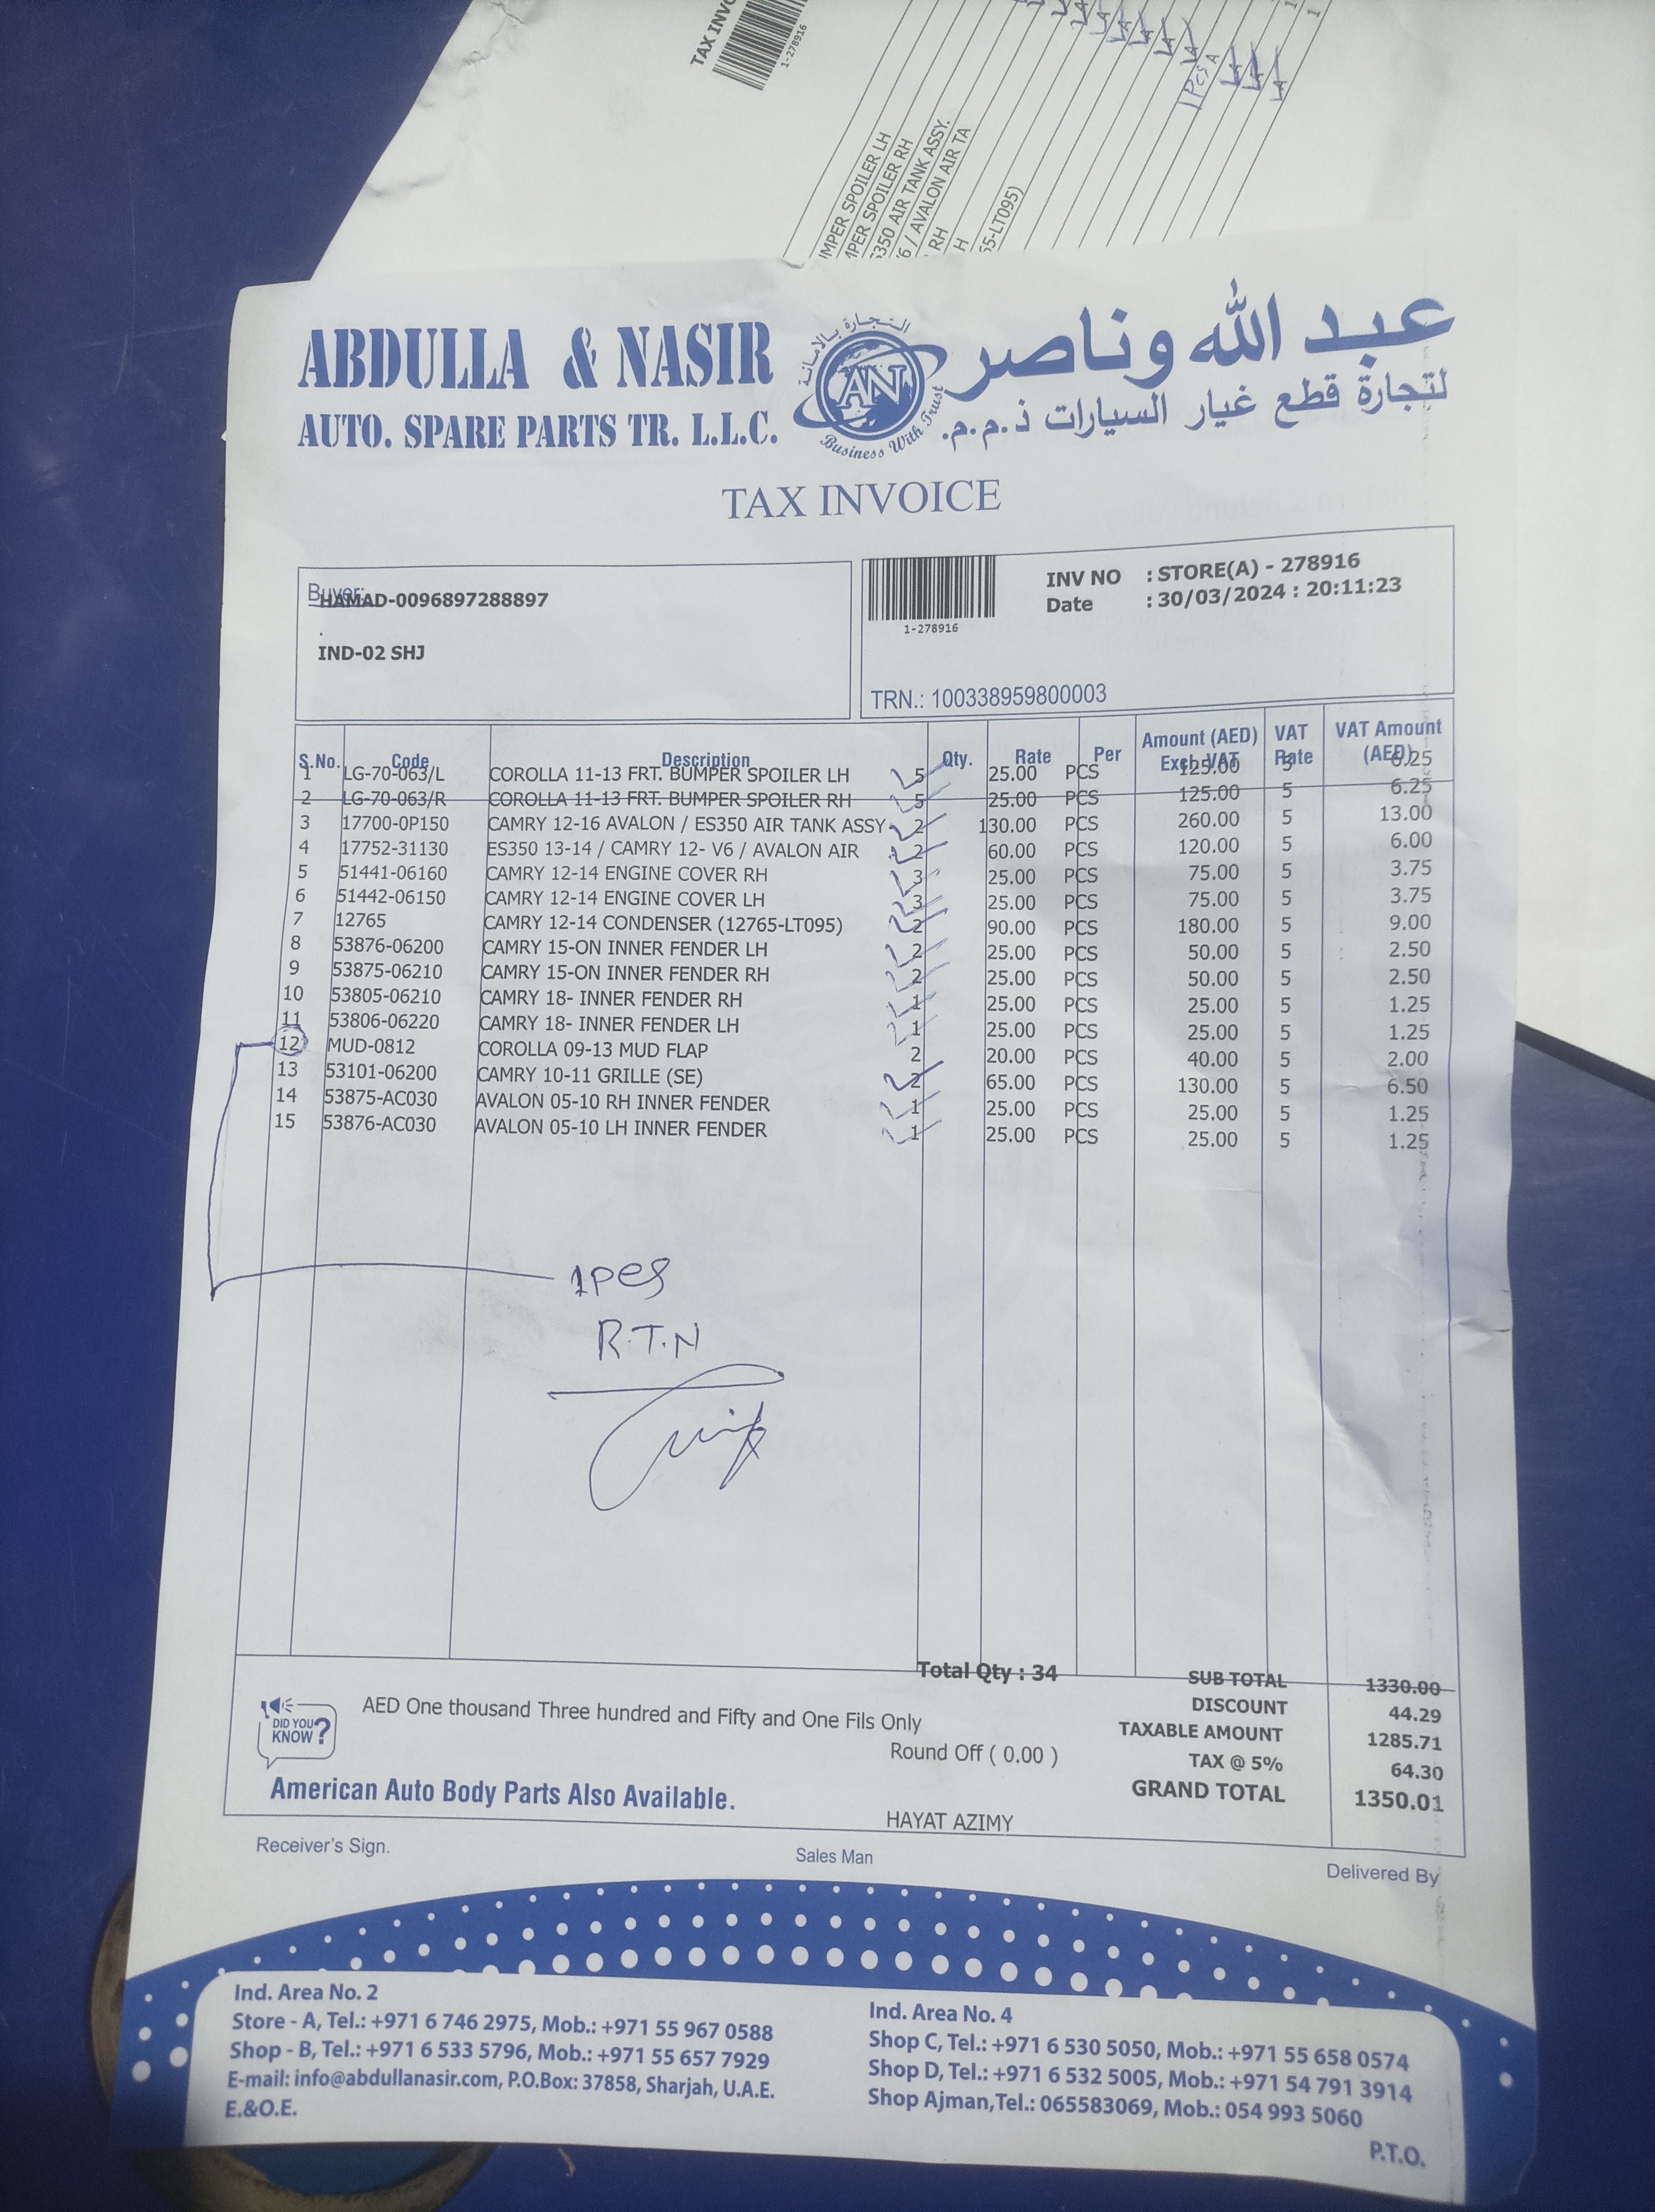 TAX INVO
1-278916
IMPER SPOILER LH
MPER SPOILER RH
S350 AIR TANK ASSY.
V6 / AVALON AIR TA
RH
H
65-LT095)
1PCS A
ABDULLA & NASIR
AUTO. SPARE PARTS TR. L.L.C.
التجارة بالامانة
AN
Business With Trust
عبد الله وناصر
لتجارة قطع غيار السيارات ذ.م.م.
TAX INVOICE
Buyer:
HAMAD-0096897288897
.
IND-02 SHJ
1-278916
INV NO : STORE(A) - 278916
Date : 30/03/2024 : 20:11:23
TRN.: 100338959800003
S.No. Code Description Qty. Rate Per Amount (AED) Excl. VAT VAT Rate VAT Amount (AED)
1 LG-70-063/L COROLLA 11-13 FRT. BUMPER SPOILER LH 5 25.00 PCS 125.00 5 6.25
2 LG-70-063/R COROLLA 11-13 FRT. BUMPER SPOILER RH 5 25.00 PCS 125.00 5 6.25
3 17700-0P150 CAMRY 12-16 AVALON / ES350 AIR TANK ASSY 2 130.00 PCS 260.00 5 13.00
4 17752-31130 ES350 13-14 / CAMRY 12- V6 / AVALON AIR 2 60.00 PCS 120.00 5 6.00
5 51441-06160 CAMRY 12-14 ENGINE COVER RH 3 25.00 PCS 75.00 5 3.75
6 51442-06150 CAMRY 12-14 ENGINE COVER LH 3 25.00 PCS 75.00 5 3.75
7 12765 CAMRY 12-14 CONDENSER (12765-LT095) 2 90.00 PCS 180.00 5 9.00
8 53876-06200 CAMRY 15-ON INNER FENDER LH 2 25.00 PCS 50.00 5 2.50
9 53875-06210 CAMRY 15-ON INNER FENDER RH 2 25.00 PCS 50.00 5 2.50
10 53805-06210 CAMRY 18- INNER FENDER RH 1 25.00 PCS 25.00 5 1.25
11 53806-06220 CAMRY 18- INNER FENDER LH 1 25.00 PCS 25.00 5 1.25
12 MUD-0812 COROLLA 09-13 MUD FLAP 2 20.00 PCS 40.00 5 2.00
13 53101-06200 CAMRY 10-11 GRILLE (SE) 2 65.00 PCS 130.00 5 6.50
14 53875-AC030 AVALON 05-10 RH INNER FENDER 1 25.00 PCS 25.00 5 1.25
15 53876-AC030 AVALON 05-10 LH INNER FENDER 1 25.00 PCS 25.00 5 1.25
1 pes
R.T.N
Total Qty : 34
SUB TOTAL 1330.00
DISCOUNT 44.29
TAXABLE AMOUNT 1285.71
TAX @ 5% 64.30
GRAND TOTAL 1350.01
DID YOU KNOW?
AED One thousand Three hundred and Fifty and One Fils Only
Round Off ( 0.00 )
American Auto Body Parts Also Available.
HAYAT AZIMY
Receiver's Sign. Sales Man Delivered By
Ind. Area No. 2
Store - A, Tel.: +971 6 746 2975, Mob.: +971 55 967 0588
Shop - B, Tel.: +971 6 533 5796, Mob.: +971 55 657 7929
E-mail: info@abdullanasir.com, P.O.Box: 37858, Sharjah, U.A.E.
E.&O.E.
Ind. Area No. 4
Shop C, Tel.: +971 6 530 5050, Mob.: +971 55 658 0574
Shop D, Tel.: +971 6 532 5005, Mob.: +971 54 791 3914
Shop Ajman,Tel.: 065583069, Mob.: 054 993 5060
P.T.O.